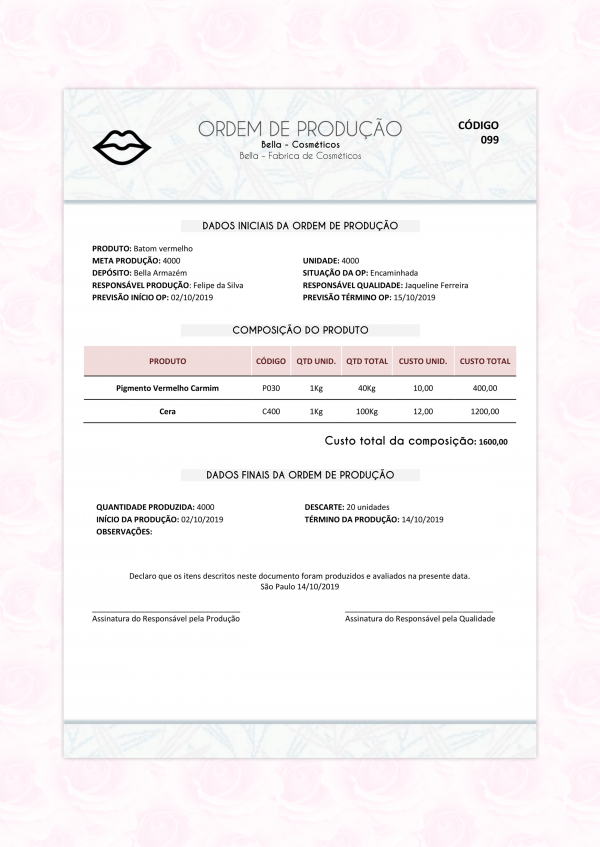 ORDEM DE PRODUÇÃO
Bella - Cosméticos
Bella - Fabrica de Cosméticos
CÓDIGO
099
DADOS INICIAIS DA ORDEM DE PRODUÇÃO
PRODUTO: Batom vermelho
META PRODUÇÃO: 4000 UNIDADE: 4000
DEPÓSITO: Bella Armazém SITUAÇÃO DA OP: Encaminhada
RESPONSÁVEL PRODUÇÃO: Felipe da Silva RESPONSÁVEL QUALIDADE: Jaqueline Ferreira
PREVISÃO INÍCIO OP: 02/10/2019 PREVISÃO TÉRMINO OP: 15/10/2019
COMPOSIÇÃO DO PRODUTO
PRODUTO CÓDIGO QTD UNID. QTD TOTAL CUSTO UNID. CUSTO TOTAL
Pigmento Vermelho Carmim P030 1Kg 40Kg 10,00 400,00
Cera C400 1Kg 100Kg 12,00 1200,00
Custo total da composição: 1600,00
DADOS FINAIS DA ORDEM DE PRODUÇÃO
QUANTIDADE PRODUZIDA: 4000 DESCARTE: 20 unidades
INÍCIO DA PRODUÇÃO: 02/10/2019 TÉRMINO DA PRODUÇÃO: 14/10/2019
OBSERVAÇÕES:
Declaro que os itens descritos neste documento foram produzidos e avaliados na presente data.
São Paulo 14/10/2019
Assinatura do Responsável pela Produção Assinatura do Responsável pela Qualidade